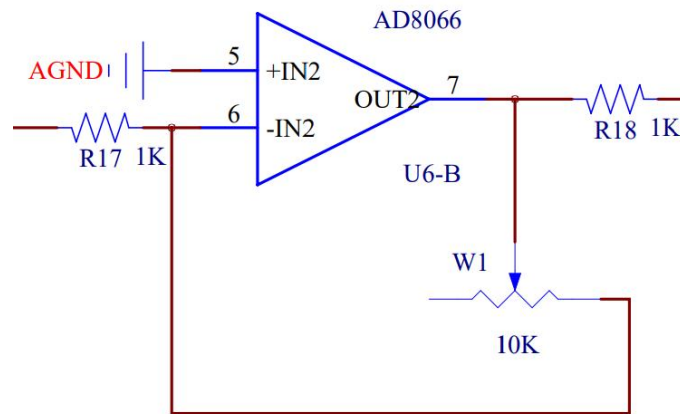 AD8066
5
AGND
+IN2
7
OUT2
6
-IN2
R17 1K
R18 1K
U6-B
W1
10K